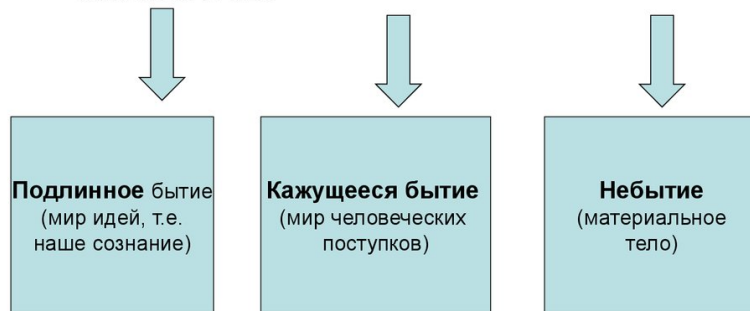 Подлинное бытие
(мир идей, т.е.
наше сознание)
Кажущееся бытие
(мир человеческих
поступков)
Небытие
(материальное
тело)